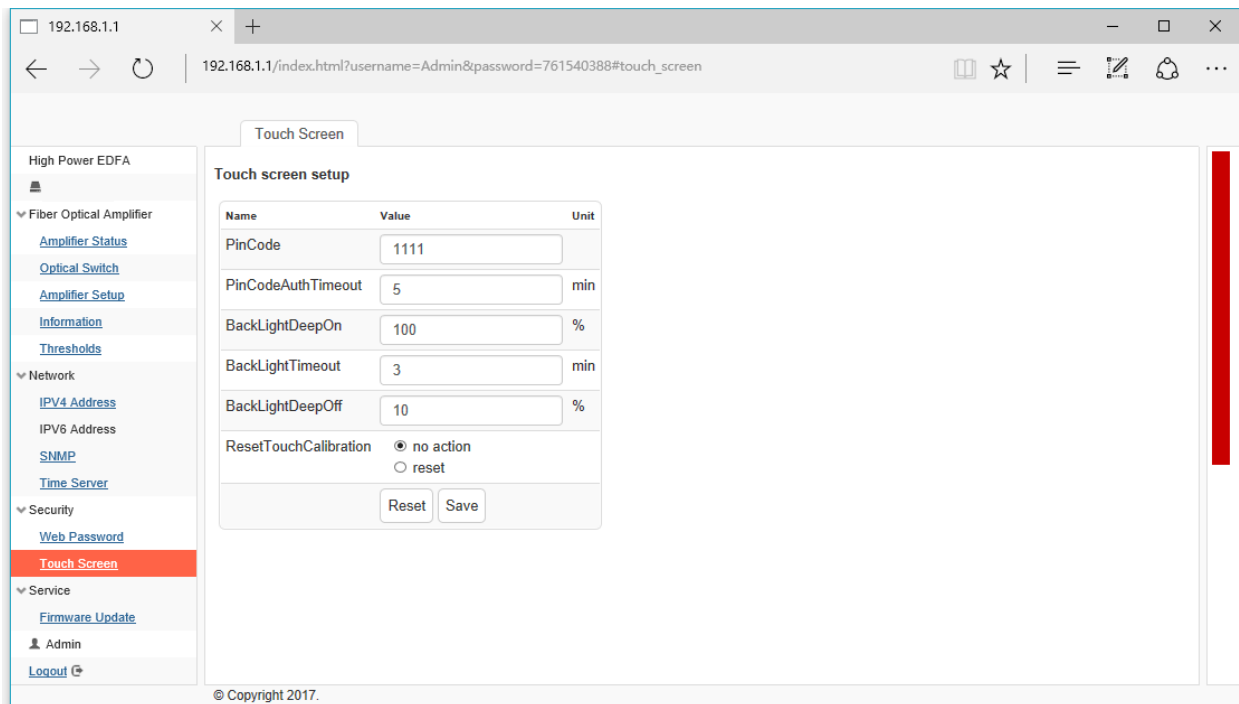 192.168.1.1
192.168.1.1/index.html?username=Admin&password=761540388#touch_screen
Touch Screen
High Power EDFA
Fiber Optical Amplifier
Amplifier Status
Optical Switch
Amplifier Setup
Information
Thresholds
Network
IPV4 Address
IPV6 Address
SNMP
Time Server
Security
Web Password
Touch Screen
Service
Firmware Update
Admin
Logout
Touch screen setup
Name Value Unit
PinCode 1111
PinCodeAuthTimeout 5 min
BackLightDeepOn 100 %
BackLightTimeout 3 min
BackLightDeepOff 10 %
ResetTouchCalibration no action
reset
Reset Save
© Copyright 2017.